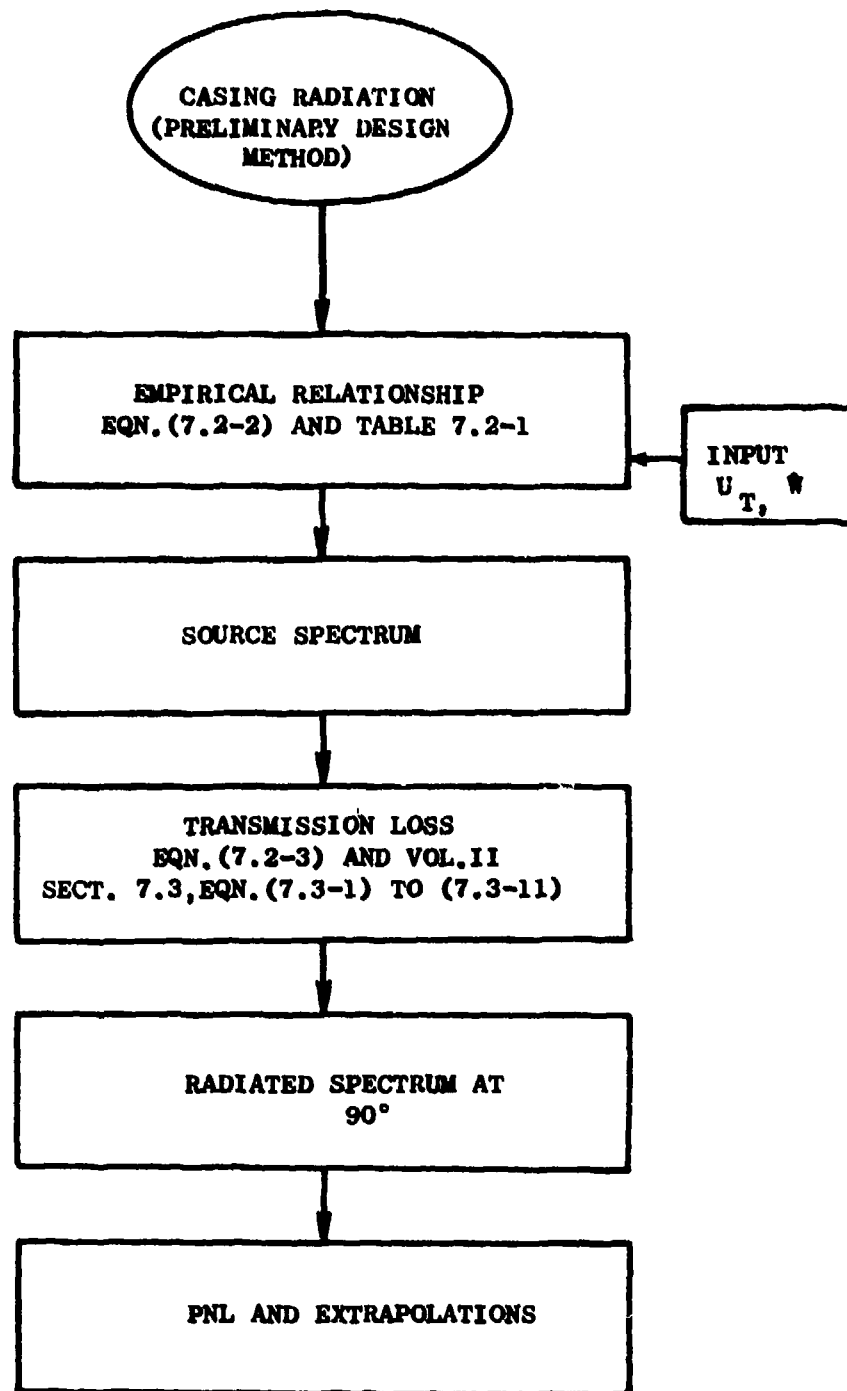 CASING RADIATION
(PRELIMINARY DESIGN
METHOD)
EMPIRICAL RELATIONSHIP
EQN.(7.2-2) AND TABLE 7.2-1
INPUT
U_T, Ẇ
SOURCE SPECTRUM
TRANSMISSION LOSS
EQN.(7.2-3) AND VOL.II
SECT. 7.3,EQN.(7.3-1) TO (7.3-11)
RADIATED SPECTRUM AT
90°
PNL AND EXTRAPOLATIONS